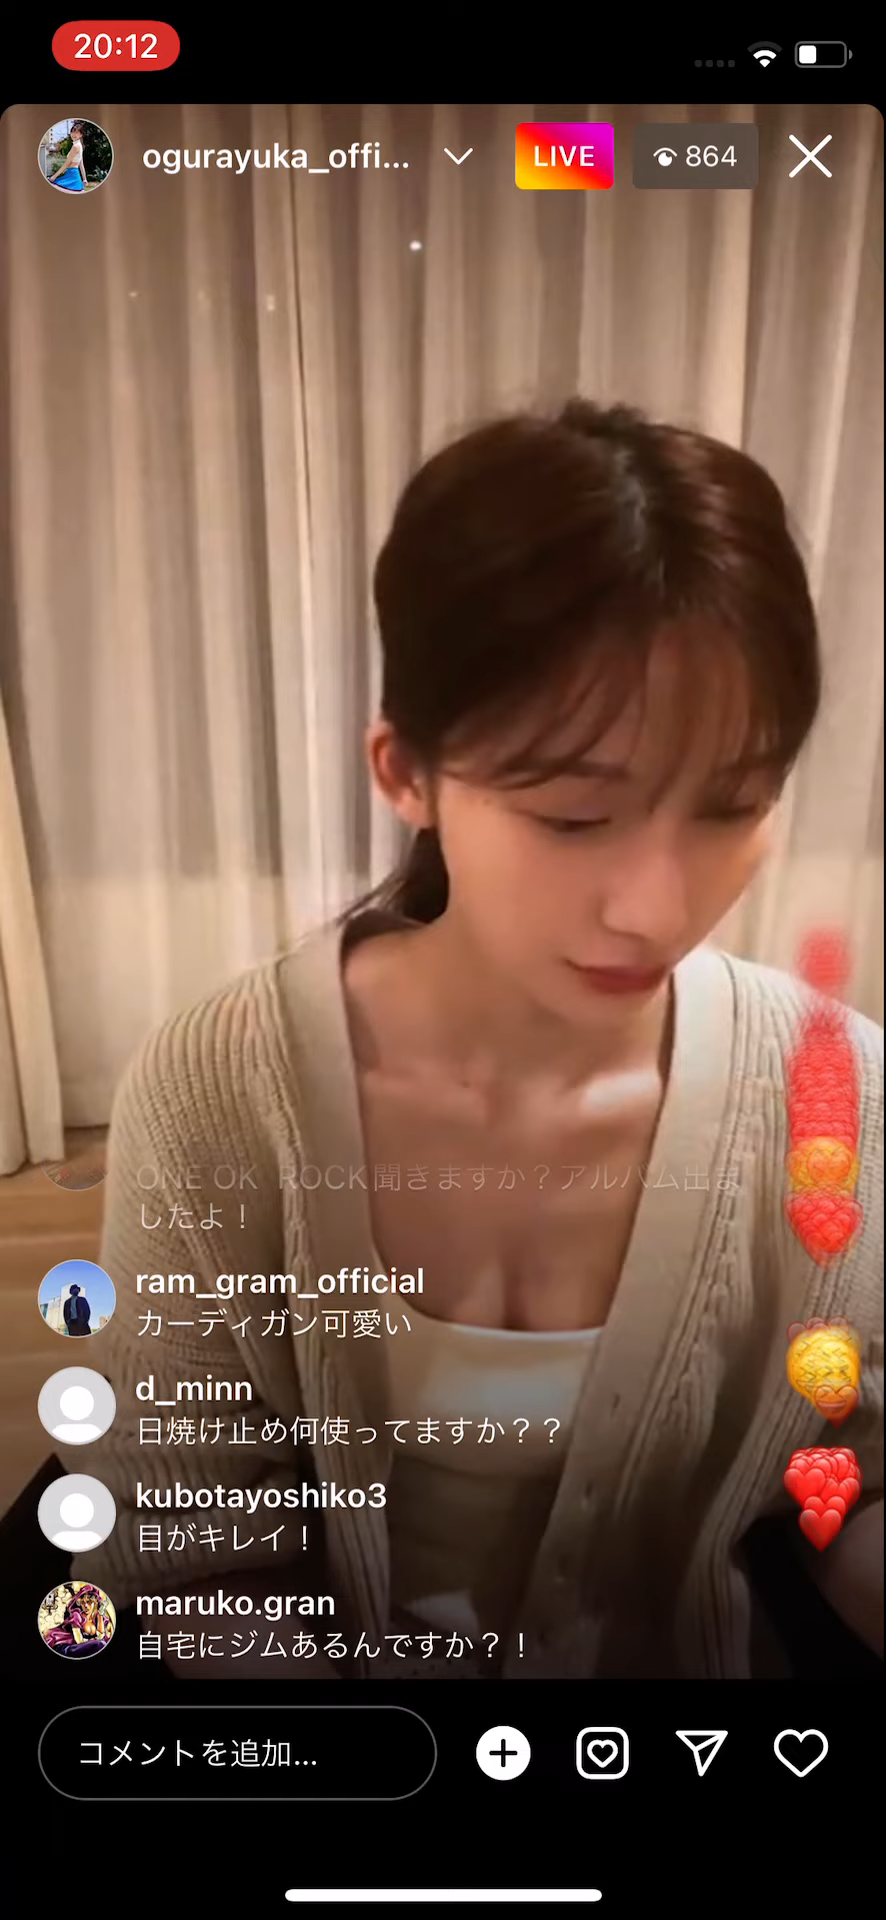 20:12
ogurayuka_offi...
LIVE
864
ONE OK ROCK聞きますか？アルバム出ま
したよ！
ram_gram_official
カーディガン可愛い
d_minn
日焼け止め何使ってますか？？
kubotayoshiko3
目がキレイ！
maruko.gran
自宅にジムあるんですか？！
コメントを追加...